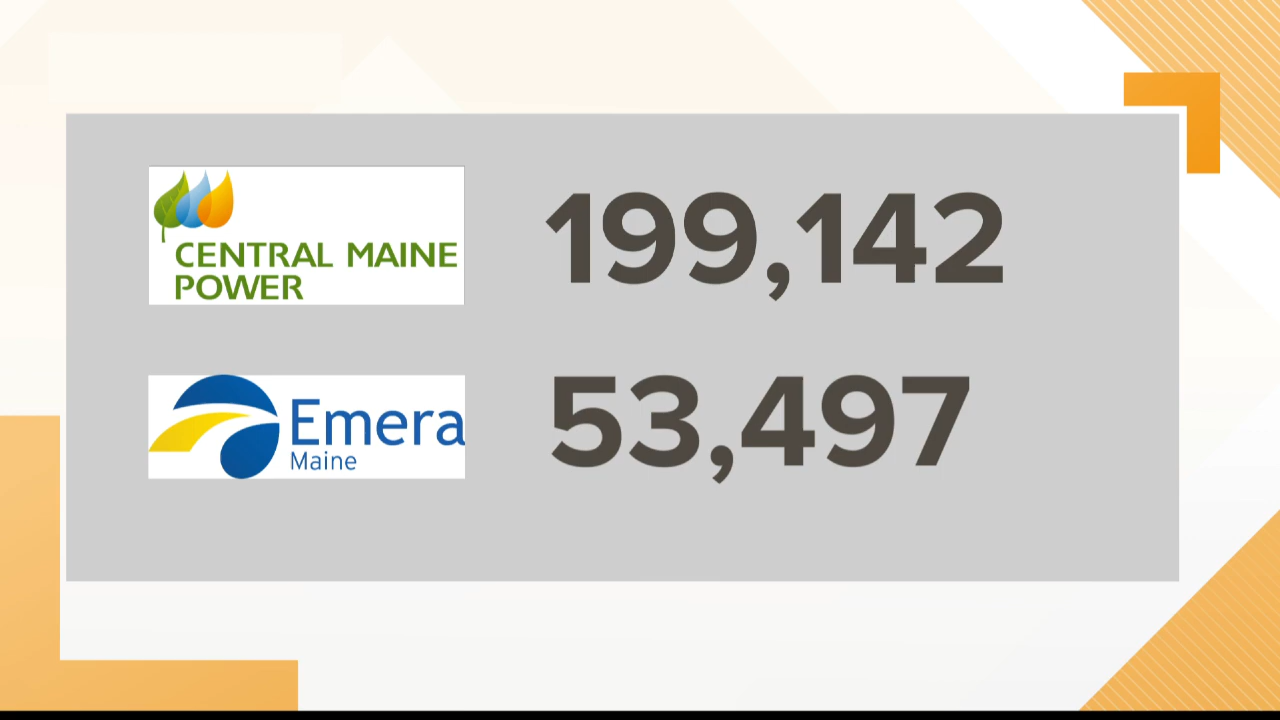 CENTRAL MAINE
POWER
199,142
Emera
Maine
53,497